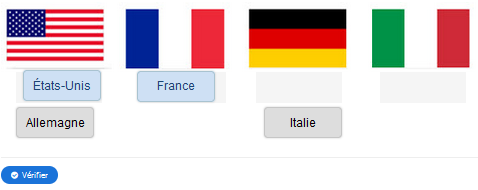 États-Unis France
Allemagne Italie
Vérifier